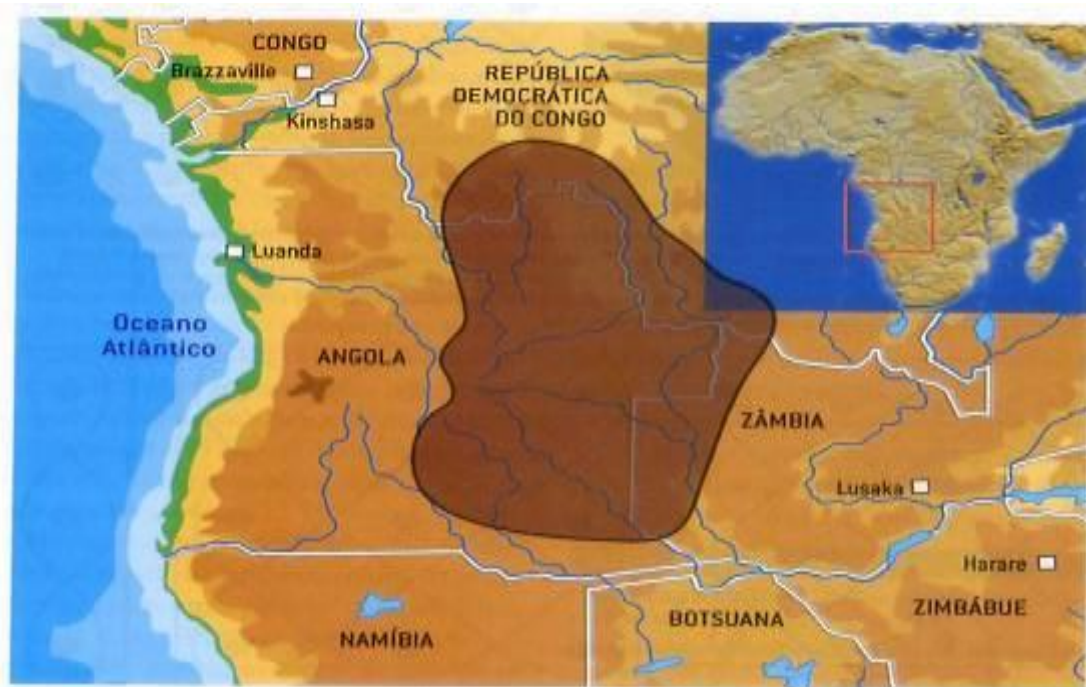 CONGO
Brazzaville
Kinshasa
REPÚBLICA
DEMOCRÁTICA
DO CONGO
Luanda
Oceano
Atlântico
ANGOLA
ZÂMBIA
Lusaka
Harare
ZIMBÁBUE
BOTSUANA
NAMÍBIA